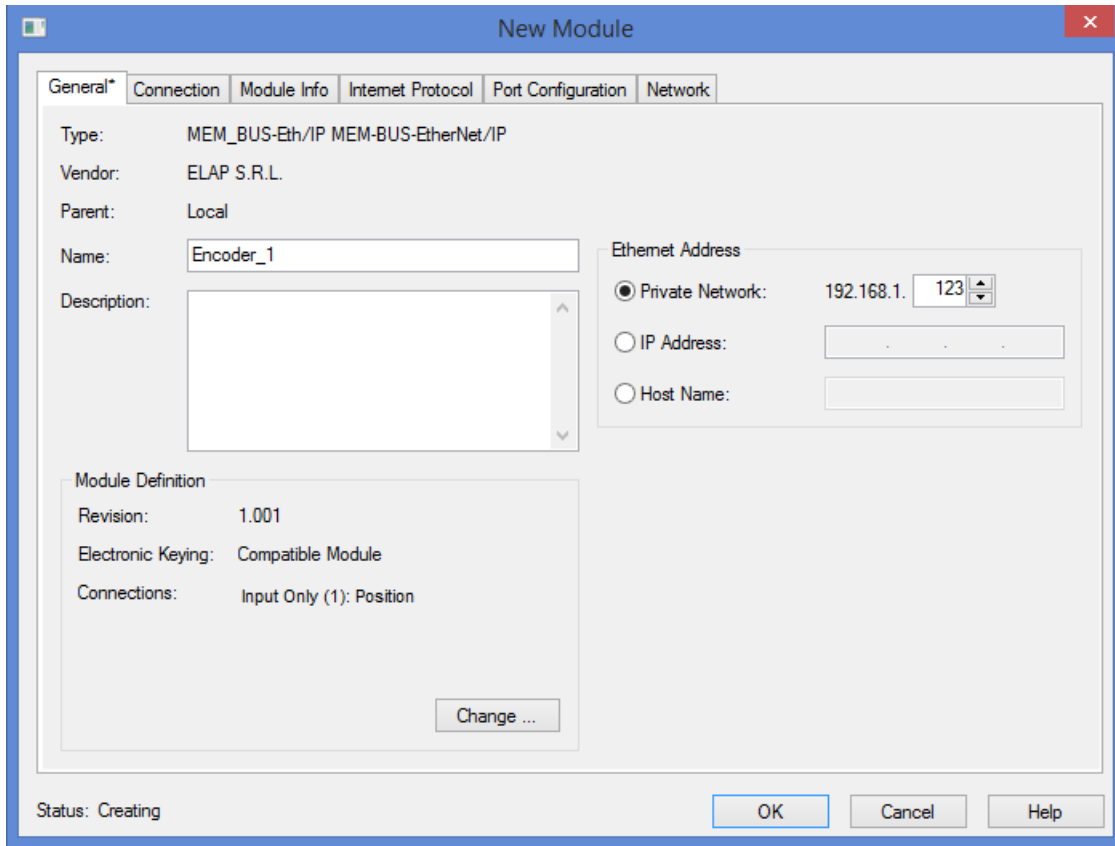 New Module
General* Connection Module Info Internet Protocol Port Configuration Network
Type: MEM_BUS-Eth/IP MEM-BUS-EtherNet/IP
Vendor: ELAP S.R.L.
Parent: Local
Name: Encoder_1
Description:
Ethernet Address
Private Network: 192.168.1. 123
IP Address: . . .
Host Name:
Module Definition
Revision: 1.001
Electronic Keying: Compatible Module
Connections: Input Only (1): Position
Change ...
Status: Creating
OK Cancel Help